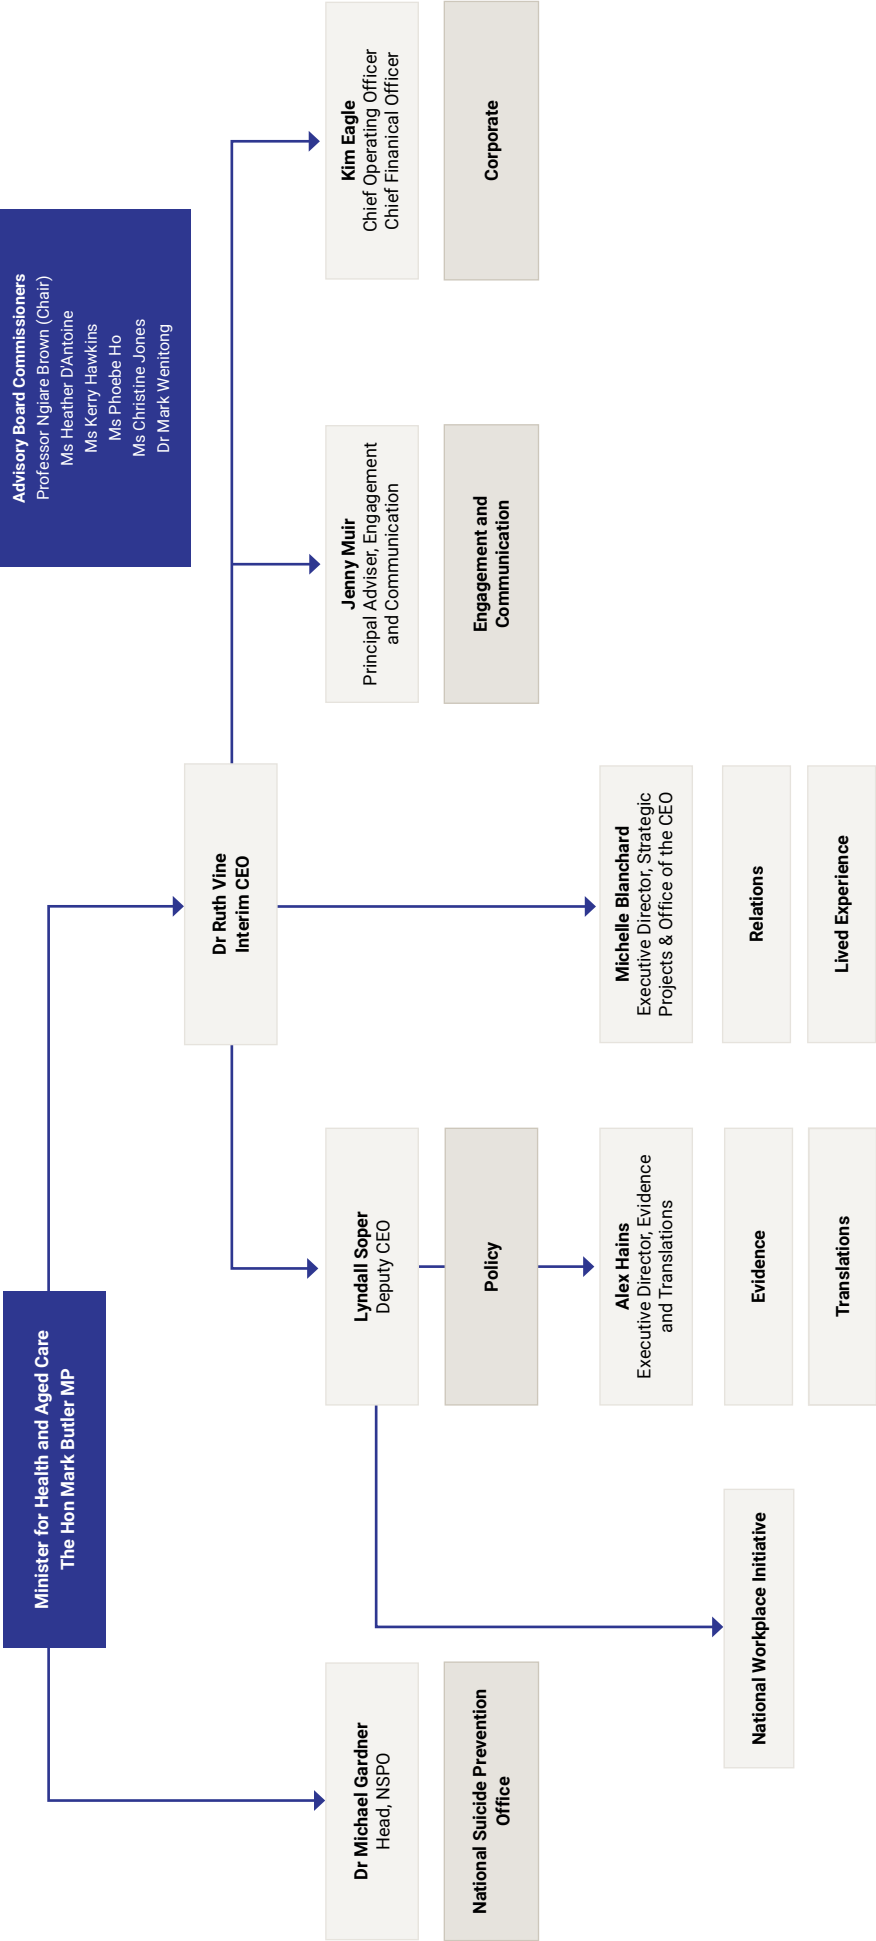 Minister for Health and Aged Care
The Hon Mark Butler MP
Advisory Board Commissioners
Professor Ngiare Brown (Chair)
Ms Heather D'Antoine
Ms Kerry Hawkins
Ms Phoebe Ho
Ms Christine Jones
Dr Mark Wenitong
Dr Ruth Vine
Interim CEO
Dr Michael Gardner
Head, NSPO
National Suicide Prevention
Office
Lyndall Soper
Deputy CEO
Policy
Jenny Muir
Principal Adviser, Engagement
and Communication
Engagement and
Communication
Kim Eagle
Chief Operating Officer
Chief Finanical Officer
Corporate
Alex Hains
Executive Director, Evidence
and Translations
Michelle Blanchard
Executive Director, Strategic
Projects & Office of the CEO
National Workplace Initiative
Evidence
Relations
Translations
Lived Experience